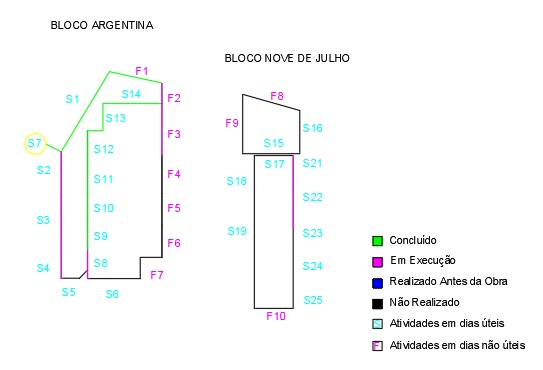 BLOCO ARGENTINA
BLOCO NOVE DE JULHO
F1
F8
S14
S1
F2
F9
S13
S16
F3
S7
S12
S15
S2
S17
S21
F4
S11
S18
S22
S10
F5
S3
S19
S23
S9
F6
S8
S4
F7
S24
S5
S6
S25
F10
Concluído
Em Execução
Realizado Antes da Obra
Não Realizado
S Atividades em dias úteis
F Atividades em dias não úteis